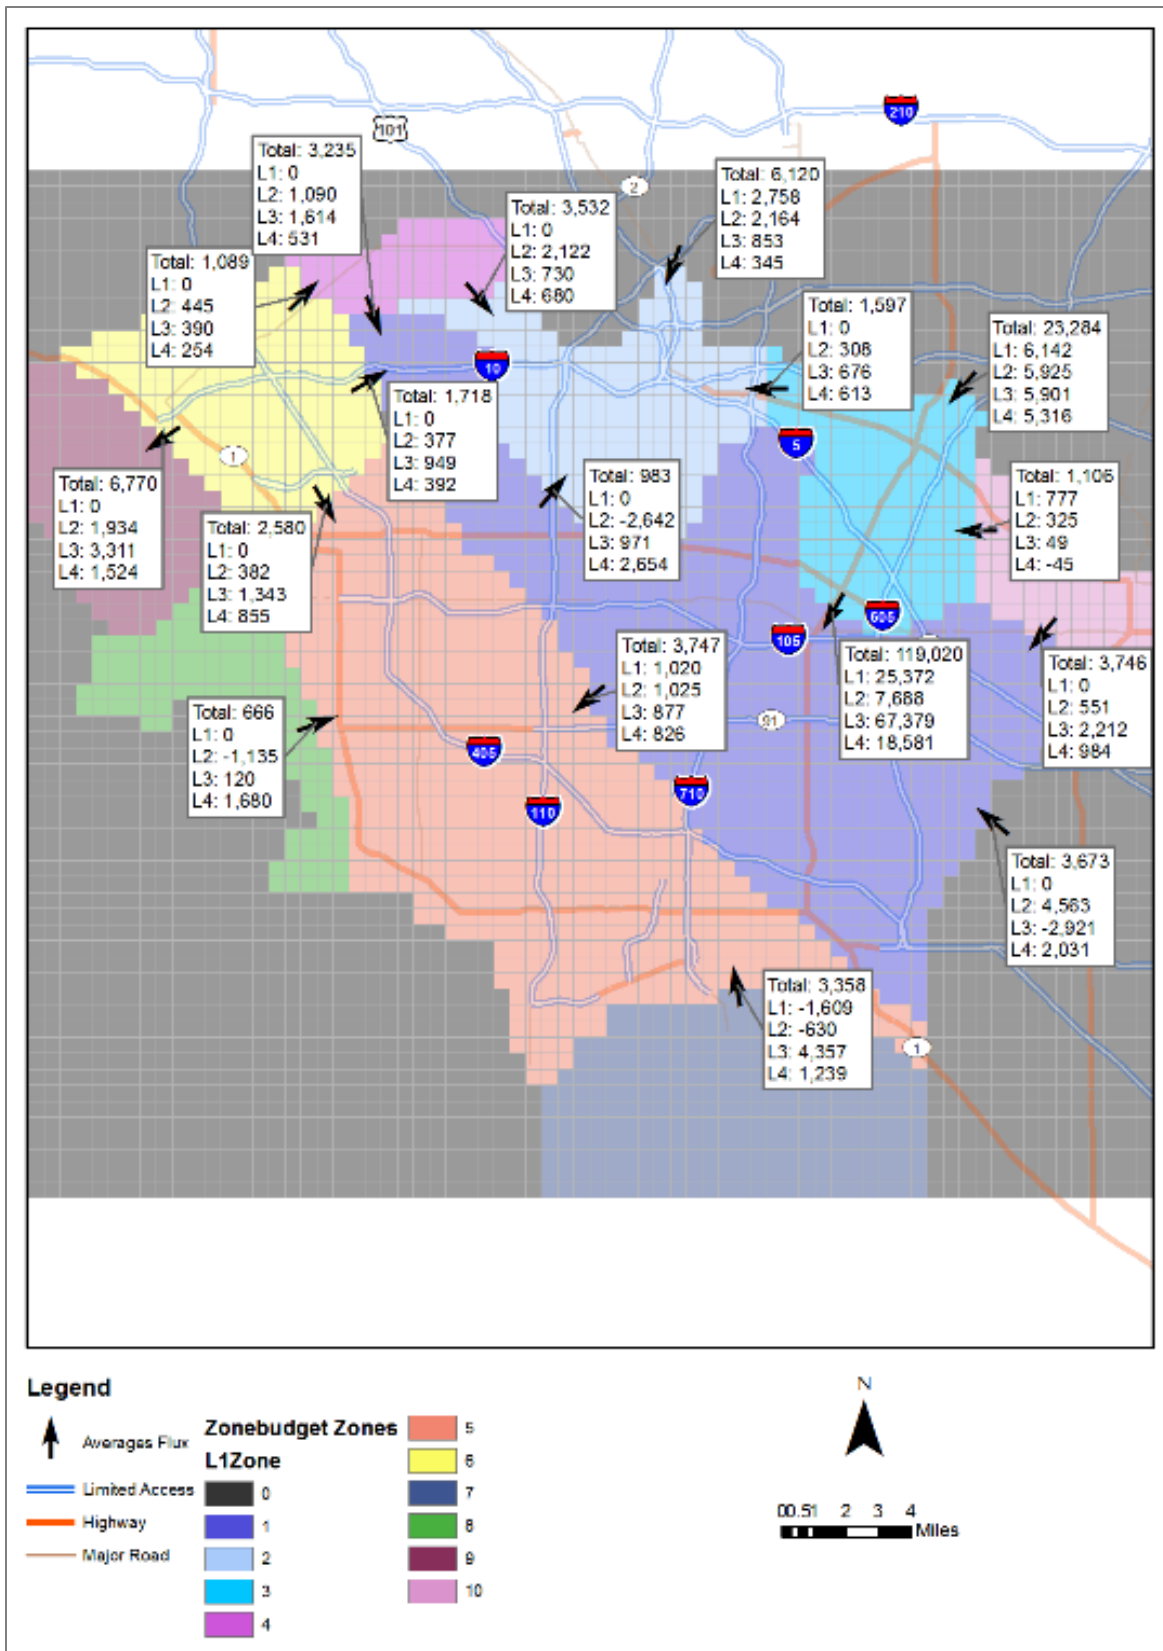 210
101
2
Total: 3,235
L1: 0
L2: 1,090
L3: 1,614
L4: 531
Total: 6,120
L1: 2,758
L2: 2,164
L3: 853
L4: 345
Total: 3,532
L1: 0
L2: 2,122
L3: 730
L4: 680
Total: 1,089
L1: 0
L2: 445
L3: 390
L4: 254
Total: 1,597
L1: 0
L2: 308
L3: 676
L4: 613
Total: 23,284
L1: 6,142
L2: 5,925
L3: 5,901
L4: 5,316
10
Total: 1,718
L1: 0
L2: 377
L3: 949
L4: 392
5
1
Total: 6,770
L1: 0
L2: 1,934
L3: 3,311
L4: 1,524
Total: 983
L1: 0
L2: -2,642
L3: 971
L4: 2,654
Total: 1,106
L1: 777
L2: 325
L3: 49
L4: -45
Total: 2,580
L1: 0
L2: 382
L3: 1,343
L4: 855
605
105
Total: 3,747
L1: 1,020
L2: 1,025
L3: 877
L4: 826
Total: 119,020
L1: 25,372
L2: 7,688
L3: 67,379
L4: 18,581
Total: 3,746
L1: 0
L2: 551
L3: 2,212
L4: 984
Total: 666
L1: 0
L2: -1,135
L3: 120
L4: 1,680
91
405
710
110
Total: 3,673
L1: 0
L2: 4,563
L3: -2,921
L4: 2,031
Total: 3,358
L1: -1,609
L2: -630
L3: 4,357
L4: 1,239
1
Legend
Averages Flux
Limited Access
Highway
Major Road
Zonebudget Zones
L1Zone
0
1
2
3
4
5
6
7
8
9
10
N
00.51 2 3 4
Miles